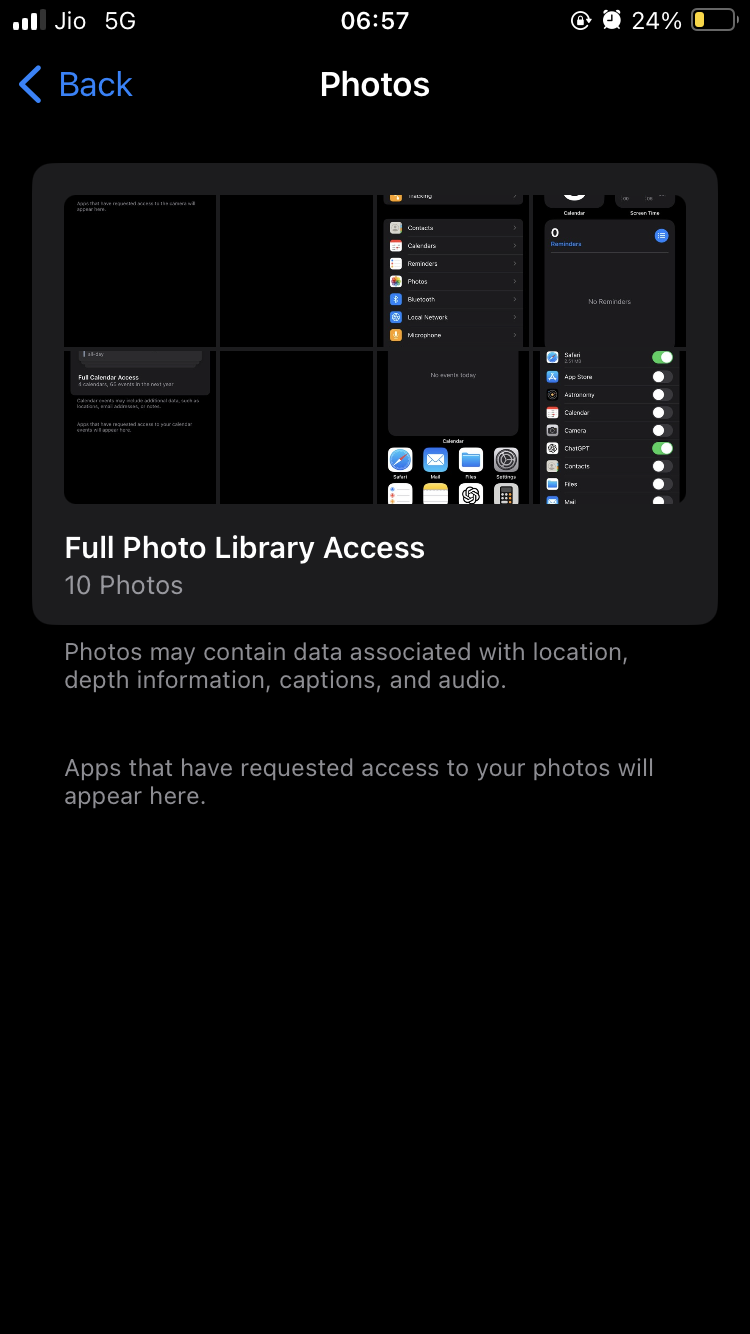 Jio 5G
06:57
24%
Back
Photos
Apps that have requested access to the camera will
appear here.
Tracking
Contacts
Calendars
Reminders
Photos
Bluetooth
Local Network
Microphone
Calendar
Screen Time
0
Reminders
No Reminders
all-day
Full Calendar Access
4 calendars, 65 events in the next year
Calendar events may include additional data, such as
locations, email addresses, or notes.
Apps that have requested access to your calendar
events will appear here.
No events today
Calendar
Safari Mail Files Settings
Safari
App Store
Astronomy
Calendar
Camera
ChatGPT
Contacts
Files
Mail
Full Photo Library Access
10 Photos
Photos may contain data associated with location,
depth information, captions, and audio.
Apps that have requested access to your photos will
appear here.